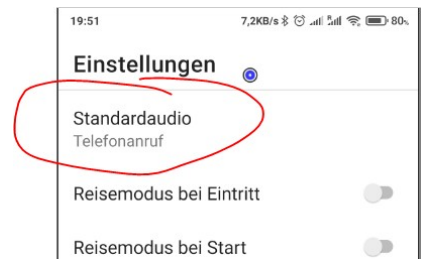 19:51 7,2KB/s 80%
Einstellungen
Standardaudio
Telefonanruf
Reisemodus bei Eintritt
Reisemodus bei Start